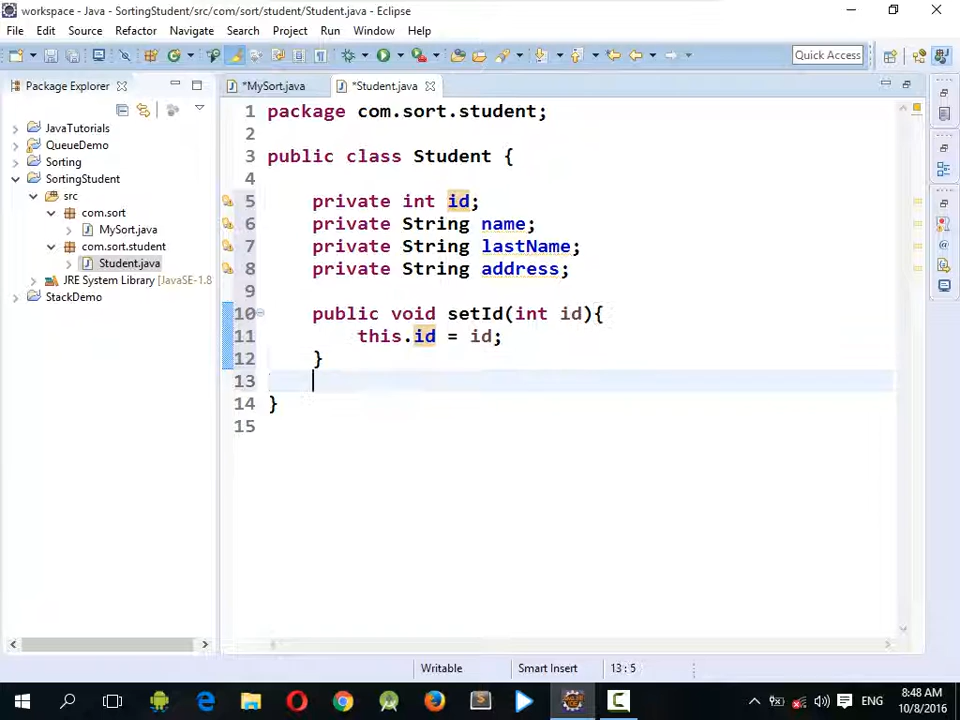 workspace - Java - SortingStudent/src/com/sort/student/Student.java - Eclipse
File Edit Source Refactor Navigate Search Project Run Window Help
Quick Access
Package Explorer
*MySort.java
*Student.java
JavaTutorials
QueueDemo
Sorting
SortingStudent
src
com.sort
MySort.java
com.sort.student
Student.java
JRE System Library [JavaSE-1.8
StackDemo
1 package com.sort.student;
2
3 public class Student {
4
5 private int id;
6 private String name;
7 private String lastName;
8 private String address;
9
10 public void setId(int id){
11 this.id = id;
12 }
13
14 }
15
Writable Smart Insert 13 : 5
ENG
8:48 AM
10/8/2016